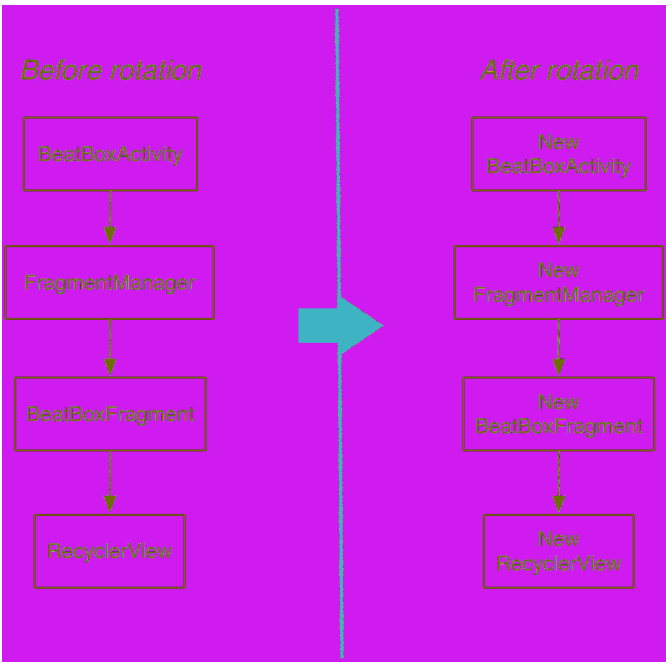 Before rotation
BeatBoxActivity
FragmentManager
BeatBoxFragment
RecyclerView
After rotation
New
BeatBoxActivity
New
FragmentManager
New
BeatBoxFragment
New
RecyclerView